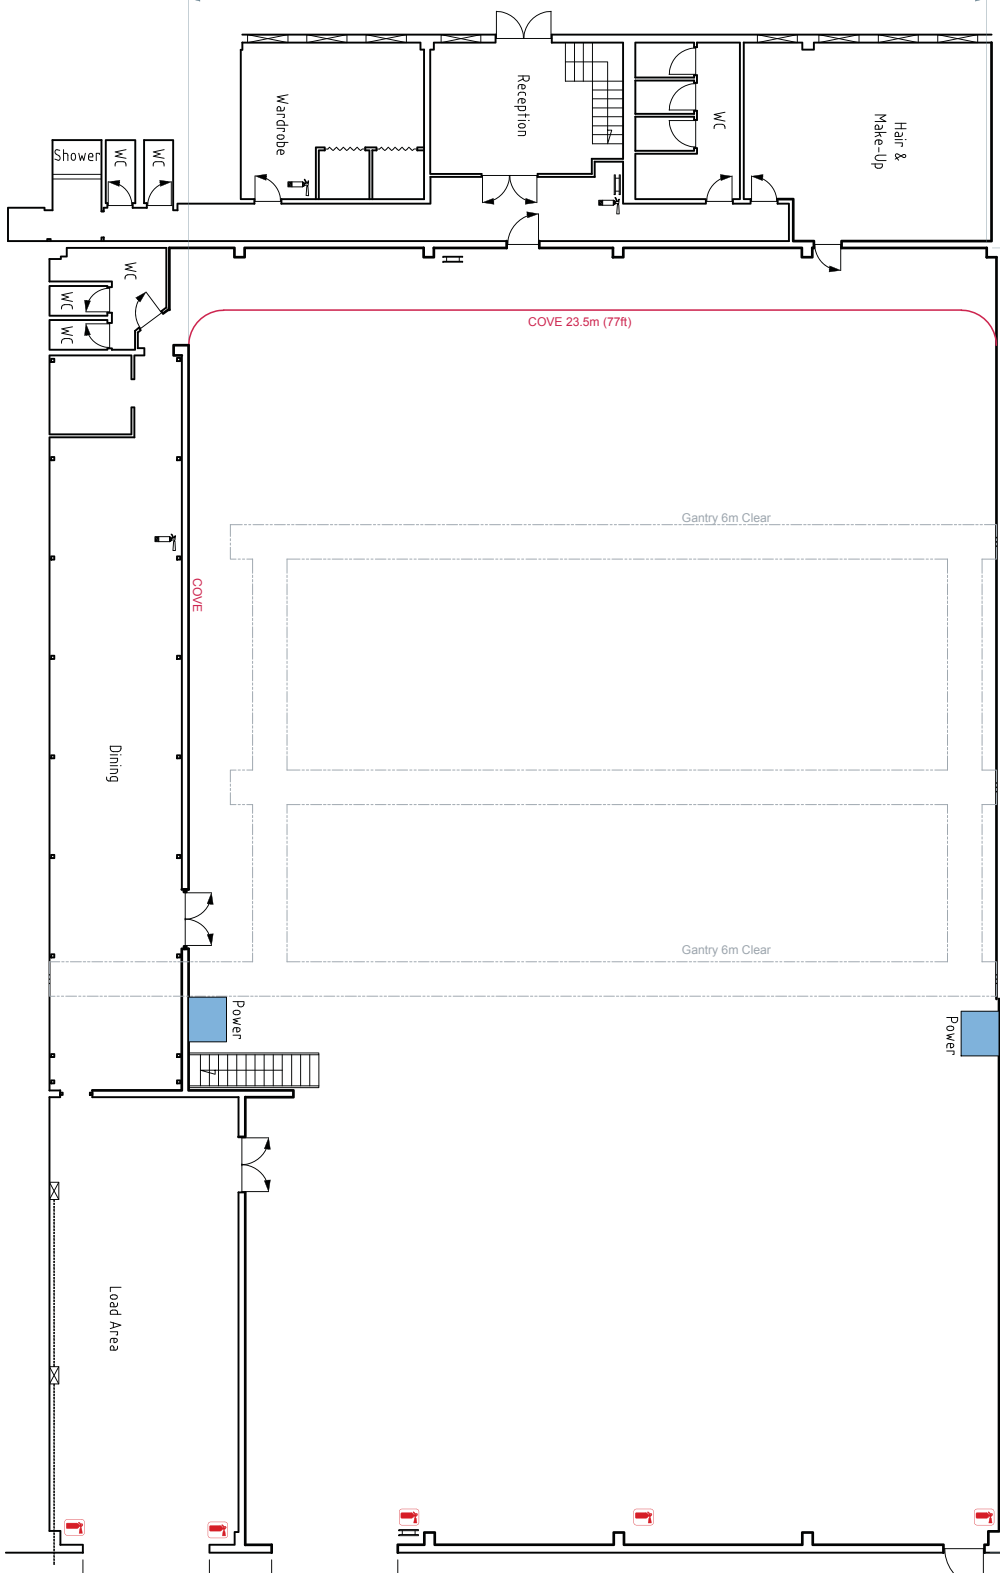 Reception
Wardrobe
WC
Hair &
Make-Up
Shower
WC
WC
WC
WC
WC
COVE 23.5m (77ft)
Gantry 6m Clear
COVE
Dining
Gantry 6m Clear
Power
Power
Load Area